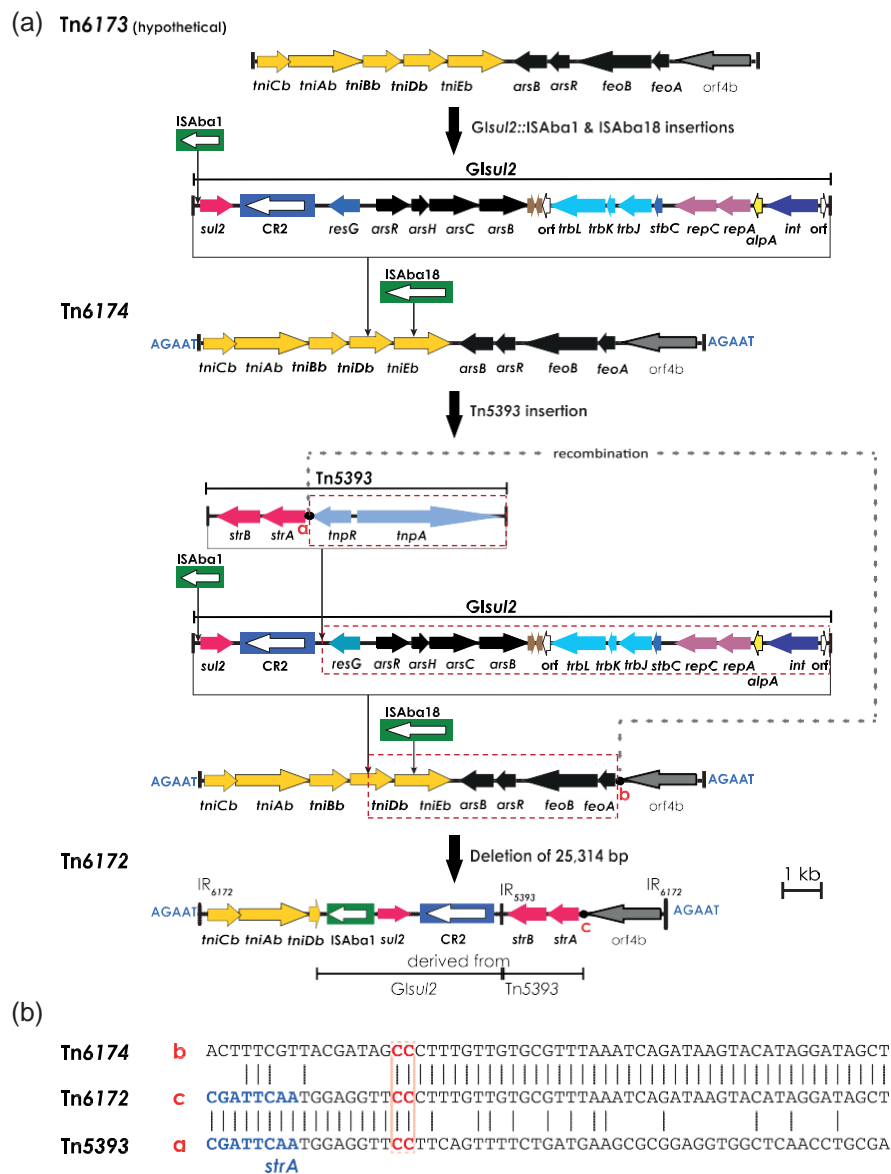 (a) Tn6173 (hypothetical)
tniCb tniAb tniBb tniDb tniEb arsB arsR feoB feoA orf4b
GIsul2::ISAba1 & ISAba18 insertions
ISAba1
GIsul2
sul2 CR2 resG arsR arsH arsC arsB orf trbL trbK trbJ stbC repC repA alpA int orf
ISAba18
Tn6174
AGAAT AGAAT
tniCb tniAb tniBb tniDb tniEb arsB arsR feoB feoA orf4b
Tn5393 insertion
recombination
Tn5393
a
strB strA tnpR tnpA
ISAba1
GIsul2
sul2 CR2 resG arsR arsH arsC arsB orf trbL trbK trbJ stbC repC repA alpA int orf
ISAba18
AGAAT AGAAT
b
tniCb tniAb tniBb tniDb tniEb arsB arsR feoB feoA orf4b
Tn6172
Deletion of 25,314 bp
1 kb
IR6172 IR5393 IR6172
AGAAT AGAAT
c
tniCb tniAb tniDb ISAba1 sul2 CR2 strB strA orf4b
derived from
GIsul2 Tn5393
(b)
Tn6174 b ACTTTCGTTACGATAGCCCTTTGTTGTGCGTTTAAATCAGATAAGTACATAGGATAGCT
Tn6172 c CGATTCAATGGAGGTTCCCTTTGTTGTGCGTTTAAATCAGATAAGTACATAGGATAGCT
Tn5393 a CGATTCAATGGAGGTTCCTTCAGTTTTCTGATGAAGCGCGGAGGTGGCTCAACCTGCGA
strA